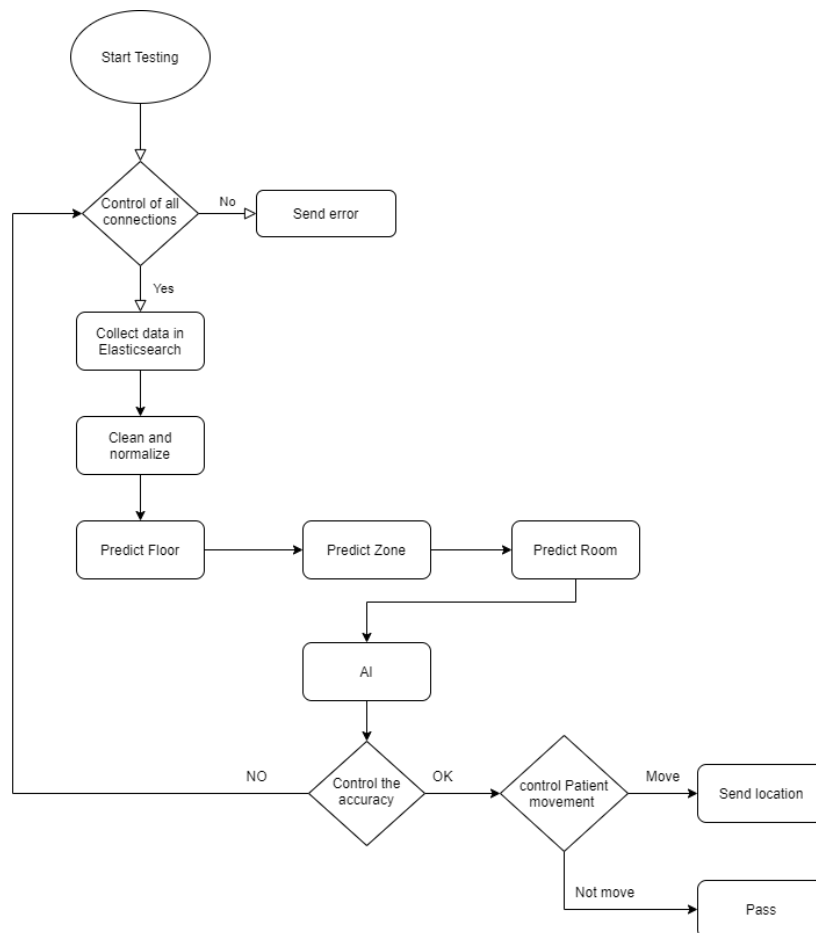 Start Testing
Control of all
connections
No
Send error
Yes
Collect data in
Elasticsearch
Clean and
normalize
Predict Floor
Predict Zone
Predict Room
AI
NO
Control the
accuracy
OK
control Patient
movement
Move
Send location
Not move
Pass